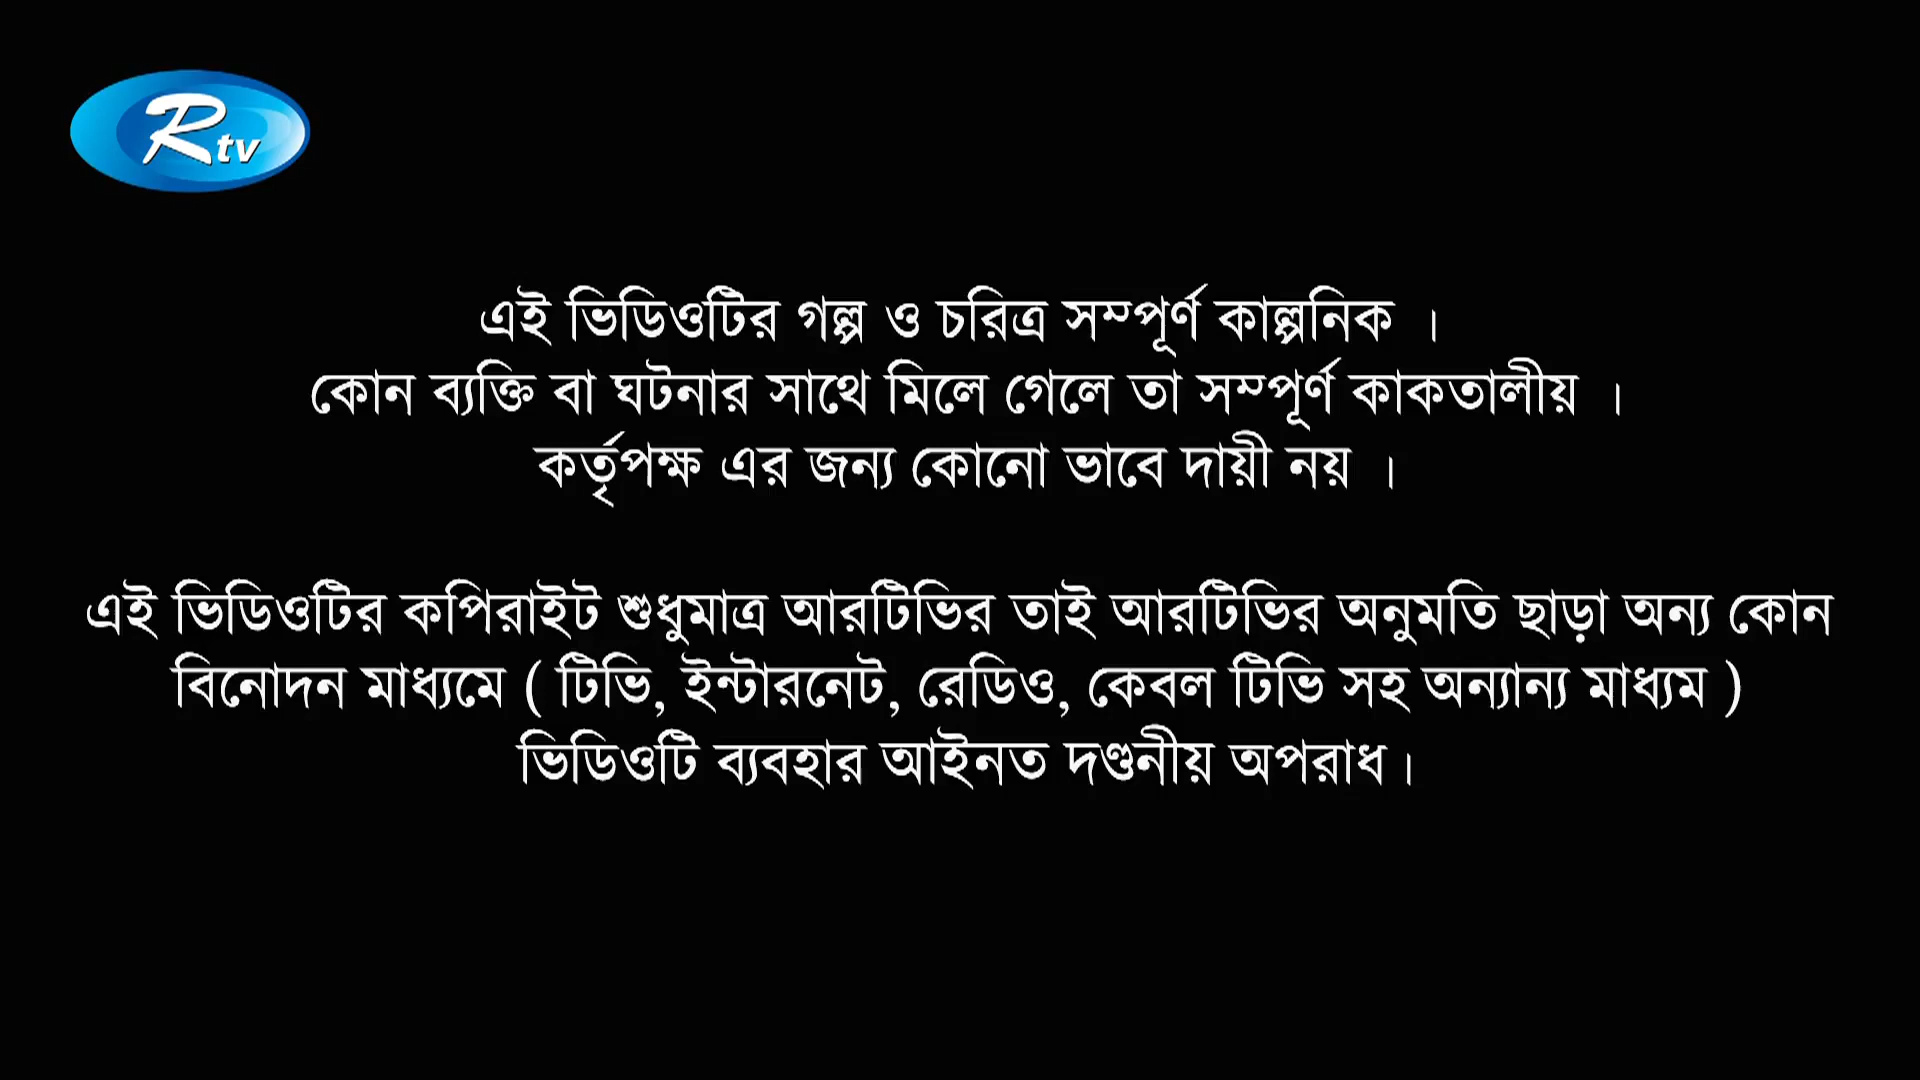 Rtv
এই ভিডিওটির গল্প ও চরিত্র সম্পূর্ণ কাল্পনিক ।
কোন ব্যক্তি বা ঘটনার সাথে মিলে গেলে তা সম্পূর্ণ কাকতালীয় ।
কর্তৃপক্ষ এর জন্য কোনো ভাবে দায়ী নয় ।
এই ভিডিওটির কপিরাইট শুধুমাত্র আরটিভির তাই আরটিভির অনুমতি ছাড়া অন্য কোন
বিনোদন মাধ্যমে ( টিভি, ইন্টারনেট, রেডিও, কেবল টিভি সহ অন্যান্য মাধ্যম )
ভিডিওটি ব্যবহার আইনত দণ্ডনীয় অপরাধ।